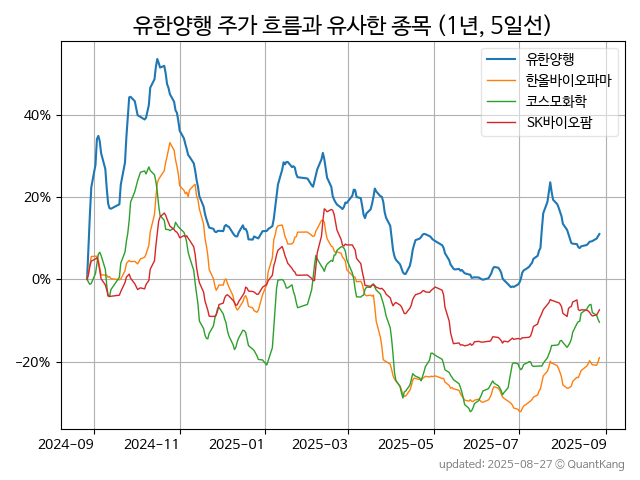 유한양행 주가 흐름과 유사한 종목 (1년, 5일선)
유한양행
한올바이오파마
코스모화학
SK바이오팜
40%
20%
0%
−20%
2024-09 2024-11 2025-01 2025-03 2025-05 2025-07 2025-09
updated: 2025-08-27 © QuantKang